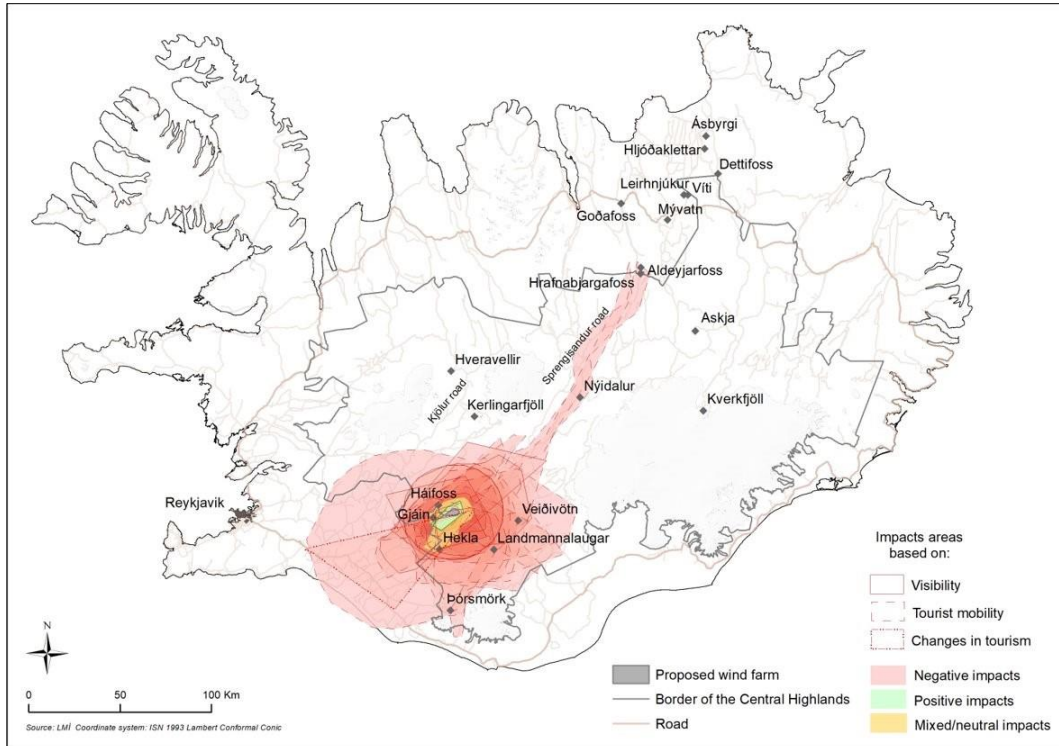 Ásbyrgi
Hljóðaklettar
Dettifoss
Leirhnjúkur
Víti
Goðafoss
Mývatn
Aldeyjarfoss
Hrafnabjargafoss
Askja
Sprengisandur road
Hveravellir
Kjölur road
Kerlingarfjöll
Nýidalur
Kverkfjöll
Reykjavik
Háifoss
Gjáin
Veiðivötn
Hekla
Landmannalaugar
Þórsmörk
Impacts areas
based on:
Visibility
Tourist mobility
Changes in tourism
Negative impacts
Positive impacts
Mixed/neutral impacts
Proposed wind farm
Border of the Central Highlands
Road
N
0 50 100 Km
Source: LMÍ Coordinate system: ISN 1993 Lambert Conformal Conic